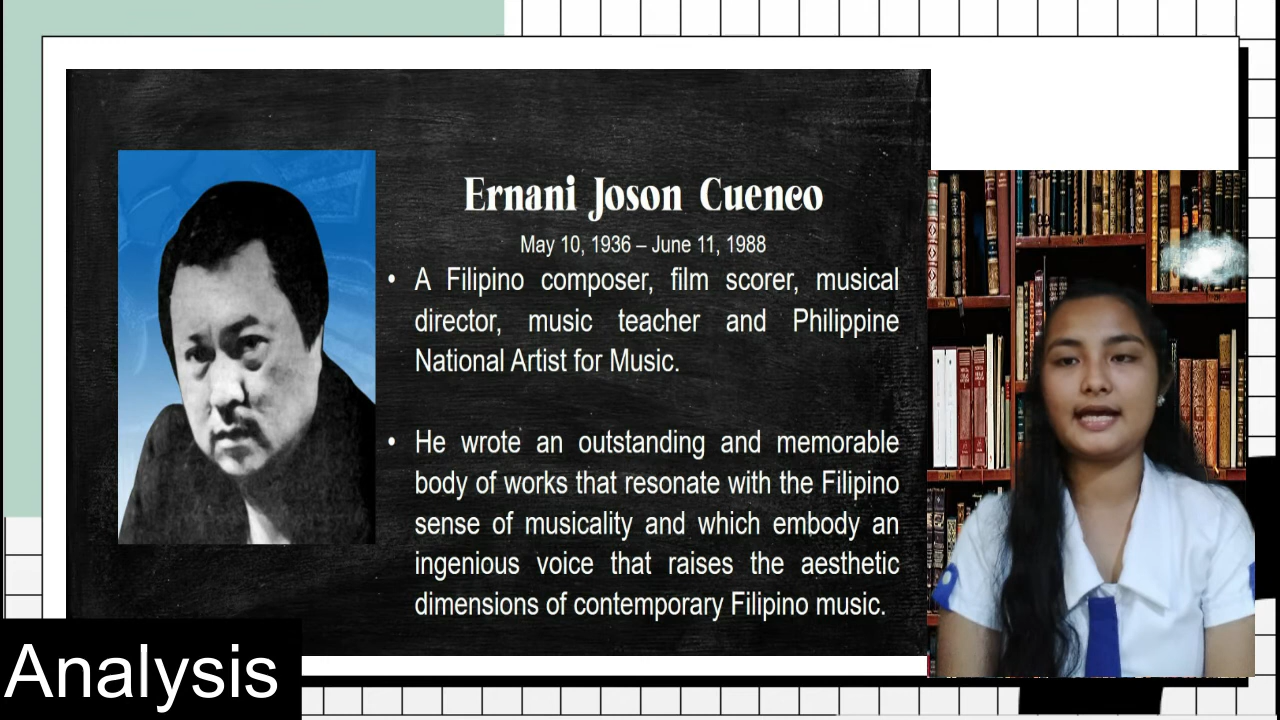 Ernani Joson Cuenco
May 10, 1936 – June 11, 1988
• A Filipino composer, film scorer, musical
director, music teacher and Philippine
National Artist for Music.
• He wrote an outstanding and memorable
body of works that resonate with the Filipino
sense of musicality and which embody an
ingenious voice that raises the aesthetic
dimensions of contemporary Filipino music.
Analysis